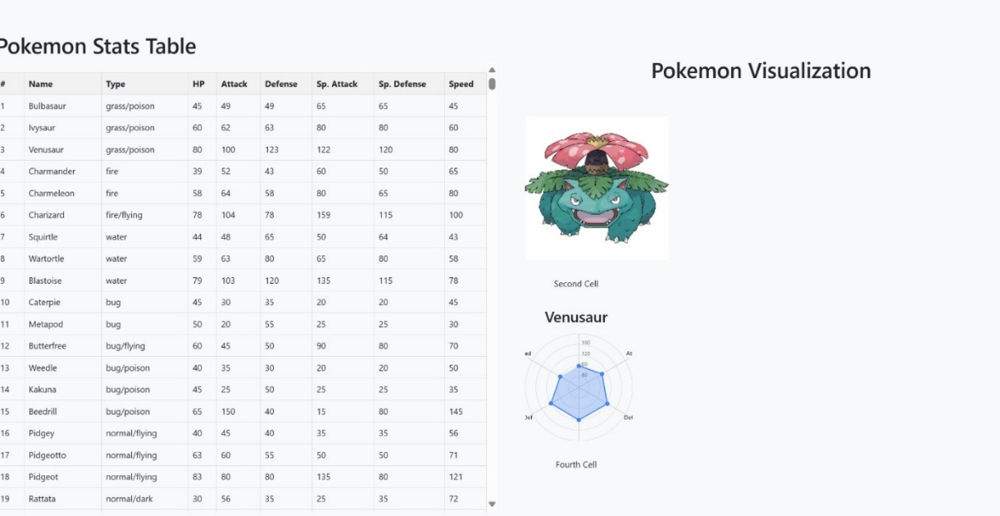 Pokemon Stats Table
# Name Type HP Attack Defense Sp. Attack Sp. Defense Speed
1 Bulbasaur grass/poison 45 49 49 65 65 45
2 Ivysaur grass/poison 60 62 63 80 80 60
3 Venusaur grass/poison 80 100 123 122 120 80
4 Charmander fire 39 52 43 60 50 65
5 Charmeleon fire 58 64 58 80 65 80
6 Charizard fire/flying 78 104 78 159 115 100
7 Squirtle water 44 48 65 50 64 43
8 Wartortle water 59 63 80 65 80 58
9 Blastoise water 79 103 120 135 115 78
10 Caterpie bug 45 30 35 20 20 45
11 Metapod bug 50 20 55 25 25 30
12 Butterfree bug/flying 60 45 50 90 80 70
13 Weedle bug/poison 40 35 30 20 20 50
14 Kakuna bug/poison 45 25 50 25 25 35
15 Beedrill bug/poison 65 150 40 15 80 145
16 Pidgey normal/flying 40 45 40 35 35 56
17 Pidgeotto normal/flying 63 60 55 50 50 71
18 Pidgeot normal/flying 83 80 80 135 80 121
19 Rattata normal/dark 30 56 35 25 35 72
Pokemon Visualization
Second Cell
Venusaur
160
ed 120 At
80
40
Def Def
Fourth Cell